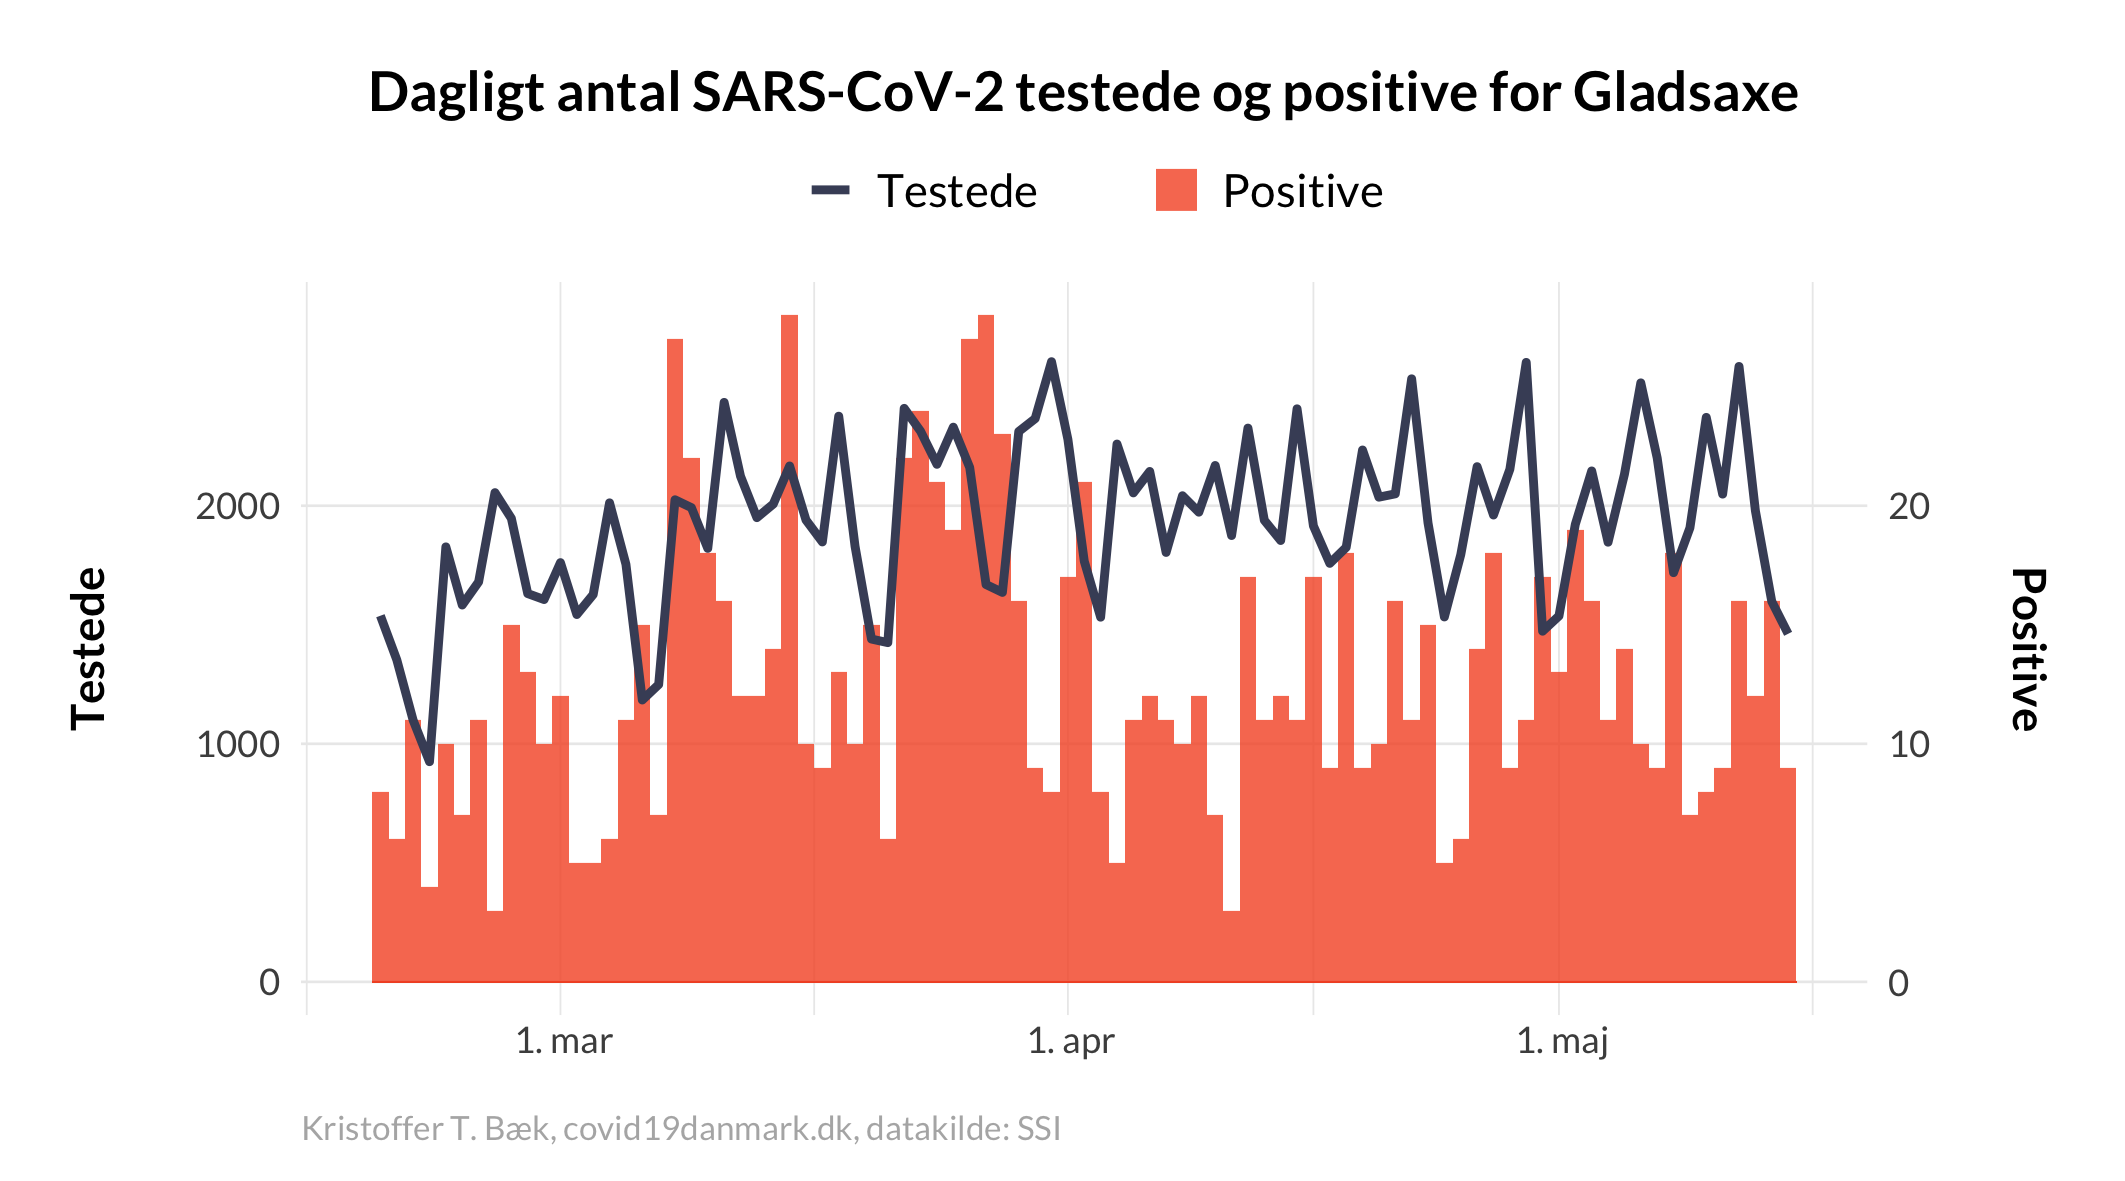 Dagligt antal SARS-CoV-2 testede og positive for Gladsaxe
Testede
Positive
2000
1000
0
Testede
20
10
0
Positive
1. mar
1. apr
1. maj
Kristoffer T. Bæk, covid19danmark.dk, datakilde: SSI